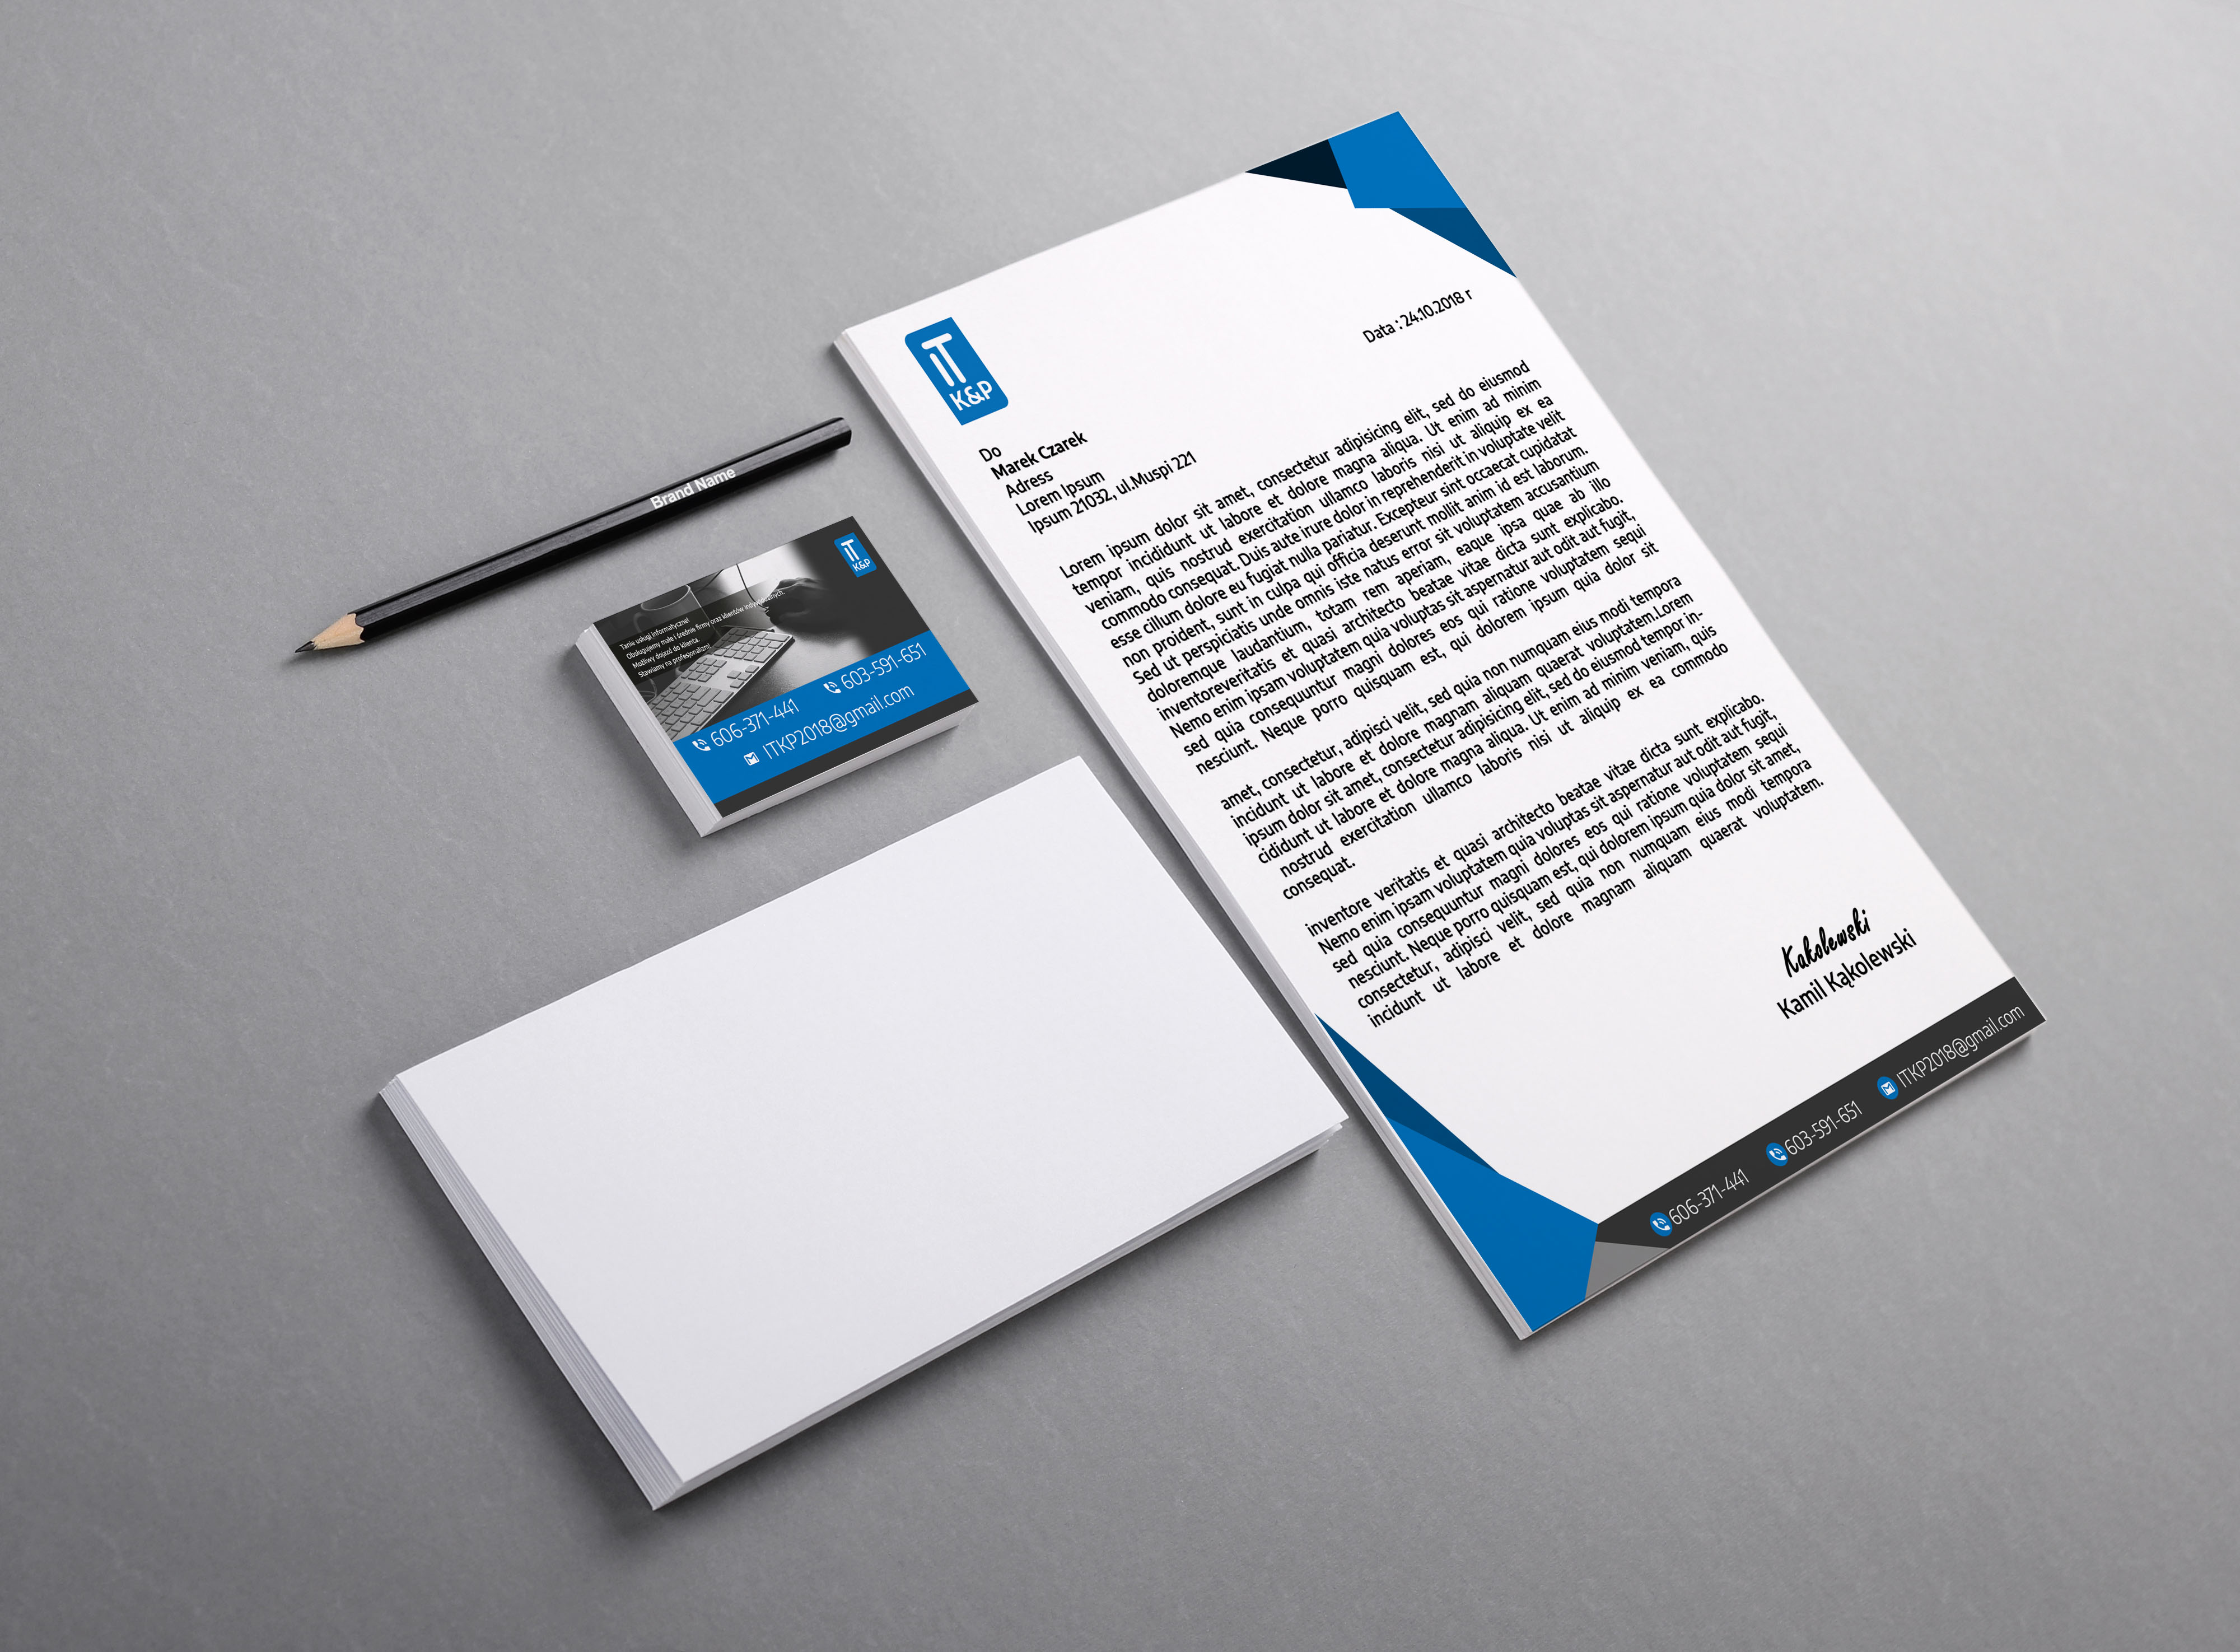 Brand Name
IT
K&P
Tanie usługi informatyczne!
Obsługujemy małe i średnie firmy oraz klientów indywidualnych.
Możliwy dojazd do klienta.
Stawiamy na profesjonalizm!
606-371-441
603-591-651
ITKP2018@gmail.com
IT
K&P
Data : 24.10.2018 r
Do
Marek Czarek
Adress
Lorem Ipsum
Ipsum 21032, ul.Muspi 221
Lorem ipsum dolor sit amet, consectetur adipisicing elit, sed do eiusmod
tempor incididunt ut labore et dolore magna aliqua. Ut enim ad minim
veniam, quis nostrud exercitation ullamco laboris nisi ut aliquip ex ea
commodo consequat. Duis aute irure dolor in reprehenderit in voluptate velit
esse cillum dolore eu fugiat nulla pariatur. Excepteur sint occaecat cupidatat
non proident, sunt in culpa qui officia deserunt mollit anim id est laborum.
Sed ut perspiciatis unde omnis iste natus error sit voluptatem accusantium
doloremque laudantium, totam rem aperiam, eaque ipsa quae ab illo
inventoreveritatis et quasi architecto beatae vitae dicta sunt explicabo.
Nemo enim ipsam voluptatem quia voluptas sit aspernatur aut odit aut fugit,
sed quia consequuntur magni dolores eos qui ratione voluptatem sequi
nesciunt. Neque porro quisquam est, qui dolorem ipsum quia dolor sit
amet, consectetur, adipisci velit, sed quia non numquam eius modi tempora
incidunt ut labore et dolore magnam aliquam quaerat voluptatem.Lorem
ipsum dolor sit amet, consectetur adipisicing elit, sed do eiusmod tempor in-
cididunt ut labore et dolore magna aliqua. Ut enim ad minim veniam, quis
nostrud exercitation ullamco laboris nisi ut aliquip ex ea commodo
consequat.
inventore veritatis et quasi architecto beatae vitae dicta sunt explicabo.
Nemo enim ipsam voluptatem quia voluptas sit aspernatur aut odit aut fugit,
sed quia consequuntur magni dolores eos qui ratione voluptatem sequi
nesciunt. Neque porro quisquam est, qui dolorem ipsum quia dolor sit amet,
consectetur, adipisci velit, sed quia non numquam eius modi tempora
incidunt ut labore et dolore magnam aliquam quaerat voluptatem.
Kakolewski
Kamil Kąkolewski
606-371-441
603-591-651
ITKP2018@gmail.com